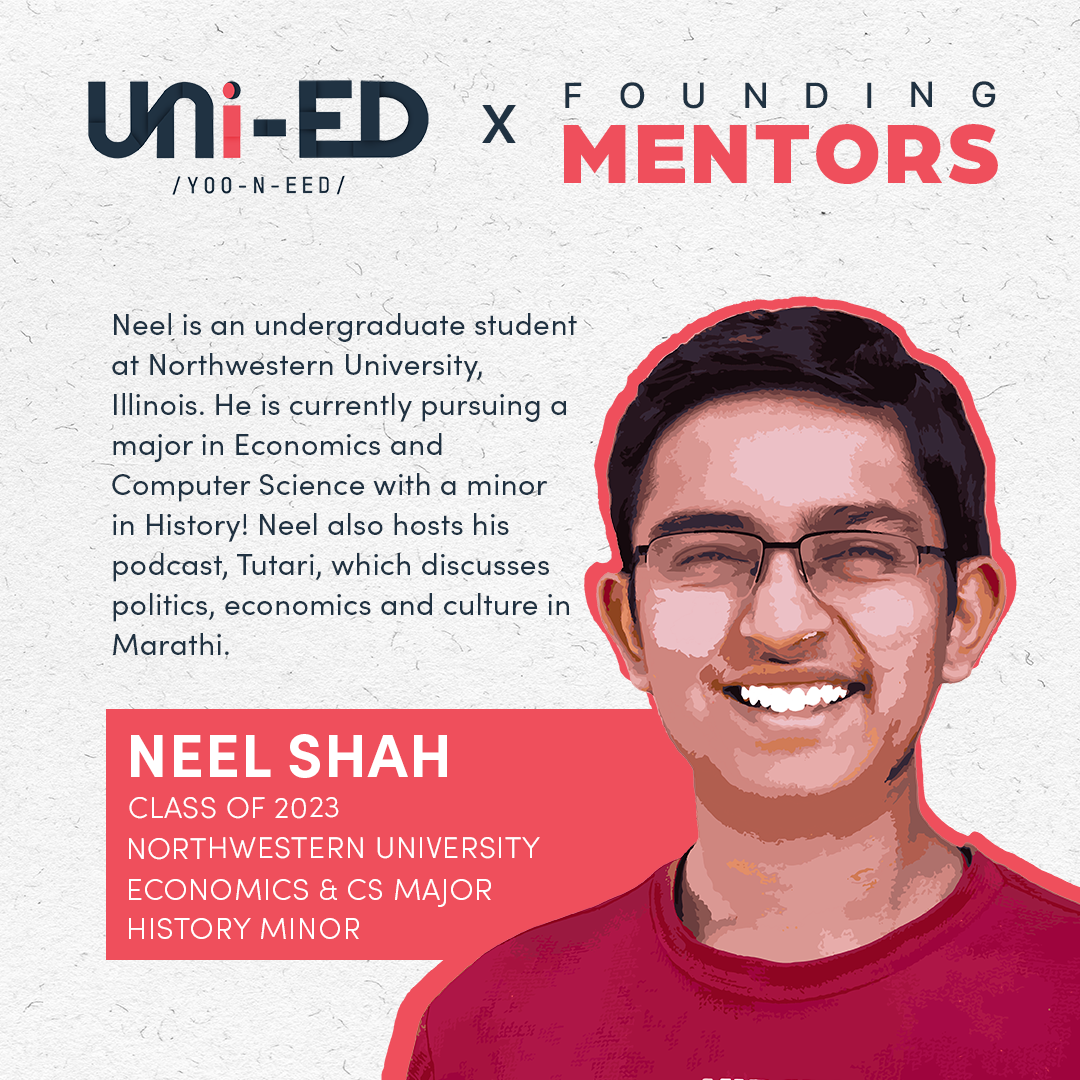 UNi-ED X FOUNDING
MENTORS
/YOO-N-EED/
Neel is an undergraduate student
at Northwestern University,
Illinois. He is currently pursuing a
major in Economics and
Computer Science with a minor
in History! Neel also hosts his
podcast, Tutari, which discusses
politics, economics and culture in
Marathi.
NEEL SHAH
CLASS OF 2023
NORTHWESTERN UNIVERSITY
ECONOMICS & CS MAJOR
HISTORY MINOR